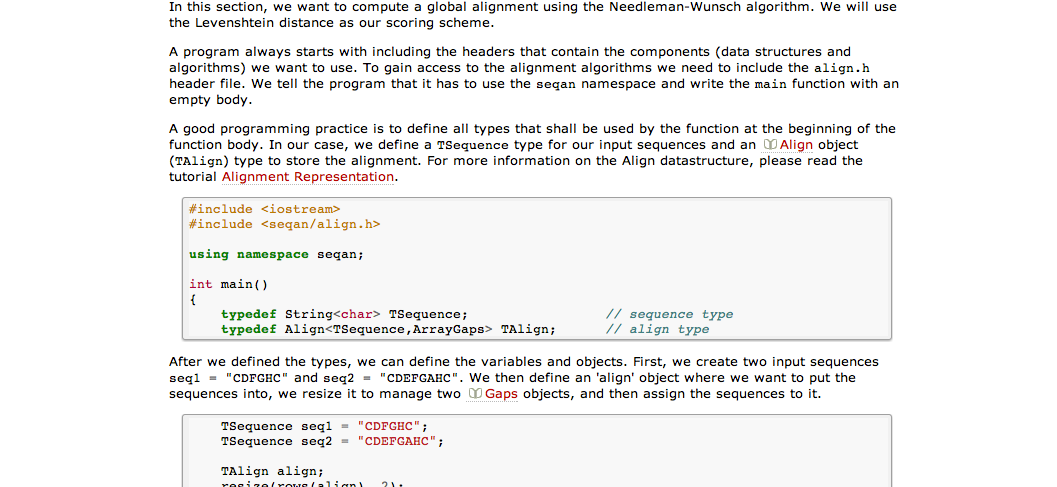 In this section, we want to compute a global alignment using the Needleman-Wunsch algorithm. We will use
the Levenshtein distance as our scoring scheme.
A program always starts with including the headers that contain the components (data structures and
algorithms) we want to use. To gain access to the alignment algorithms we need to include the align.h
header file. We tell the program that it has to use the seqan namespace and write the main function with an
empty body.
A good programming practice is to define all types that shall be used by the function at the beginning of the
function body. In our case, we define a TSequence type for our input sequences and an Align object
(TAlign) type to store the alignment. For more information on the Align datastructure, please read the
tutorial Alignment Representation.
#include <iostream>
#include <seqan/align.h>
using namespace seqan;
int main()
{
typedef String<char> TSequence; // sequence type
typedef Align<TSequence,ArrayGaps> TAlign; // align type
After we defined the types, we can define the variables and objects. First, we create two input sequences
seq1 = "CDFGHC" and seq2 = "CDEFGAHC". We then define an 'align' object where we want to put the
sequences into, we resize it to manage two Gaps objects, and then assign the sequences to it.
TSequence seq1 = "CDFGHC";
TSequence seq2 = "CDEFGAHC";
TAlign align;
resize(rows(align), 2);